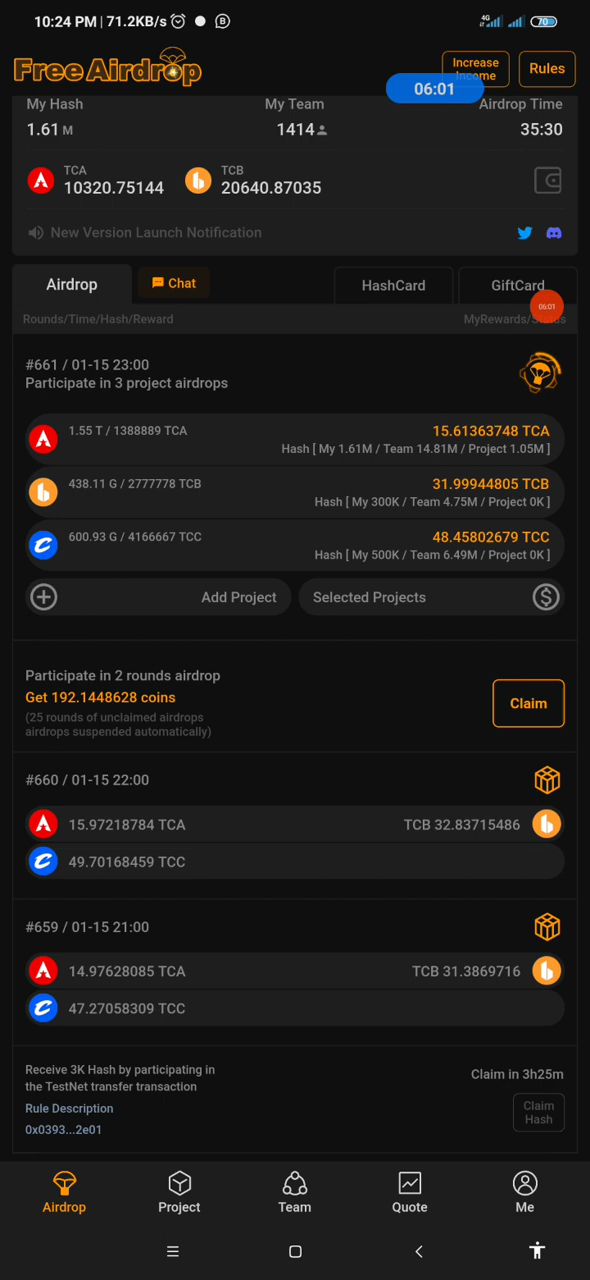 10:24 PM | 71.2KB/s
4G
70
Free Airdrop
Increase
Income
Rules
06:01
My Hash
My Team
Airdrop Time
1.61 M
1414
35:30
TCA
10320.75144
TCB
20640.87035
New Version Launch Notification
Airdrop
Chat
HashCard
GiftCard
06:01
Rounds/Time/Hash/Reward
MyRewards/Status
#661 / 01-15 23:00
Participate in 3 project airdrops
1.55 T / 1388889 TCA
15.61363748 TCA
Hash [ My 1.61M / Team 14.81M / Project 1.05M ]
438.11 G / 2777778 TCB
31.99944805 TCB
Hash [ My 300K / Team 4.75M / Project 0K ]
600.93 G / 4166667 TCC
48.45802679 TCC
Hash [ My 500K / Team 6.49M / Project 0K ]
Add Project
Selected Projects
Participate in 2 rounds airdrop
Get 192.1448628 coins
(25 rounds of unclaimed airdrops
airdrops suspended automatically)
Claim
#660 / 01-15 22:00
15.97218784 TCA
TCB 32.83715486
49.70168459 TCC
#659 / 01-15 21:00
14.97628085 TCA
TCB 31.3869716
47.27058309 TCC
Receive 3K Hash by participating in
the TestNet transfer transaction
Claim in 3h25m
Rule Description
0x0393...2e01
Claim
Hash
Airdrop
Project
Team
Quote
Me